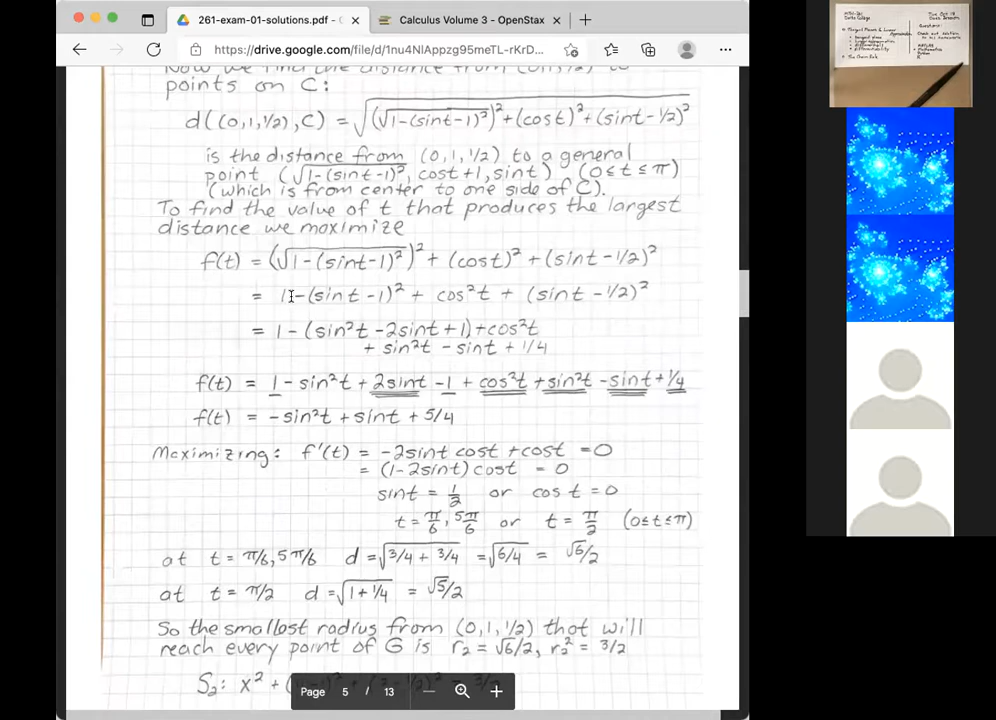 261-exam-01-solutions.pdf -
Calculus Volume 3 - OpenStax
https://drive.google.com/file/d/1nu4NlAppzg95meTL-rKrD...
points on C:
d((0,1,1/2),C) = √((√1-(sint-1)²)²+(cost)²+(sint-1/2)²
is the distance from (0,1,1/2) to a general
point (√1-(sint-1)², cost+1, sint) (0≤t≤π)
(which is from center to one side of C).
To find the value of t that produces the largest
distance we maximize
f(t) = (√1-(sint-1)²)² + (cost)² + (sint-1/2)²
= 1-(sint-1)² + cos²t + (sint-1/2)²
= 1-(sin²t-2sint+1)+cos²t
+ sin²t - sint + 1/4
f(t) = 1 - sin²t + 2sint -1 + cos²t + sin²t - sint + 1/4
f(t) = -sin²t + sint + 5/4
Maximizing: f'(t) = -2sint cost + cost = 0
= (1-2sint) cost = 0
sint = 1/2 or cos t = 0
t = π/6, 5π/6 or t = π/2 (0≤t≤π)
at t = π/6, 5π/6 d = √3/4 + 3/4 = √6/4 = √6/2
at t = π/2 d = √1 + 1/4 = √5/2
So the smallest radius from (0,1,1/2) that will
reach every point of G is r₂ = √6/2, r₂² = 3/2
S₂: x² +
Page 5 / 13